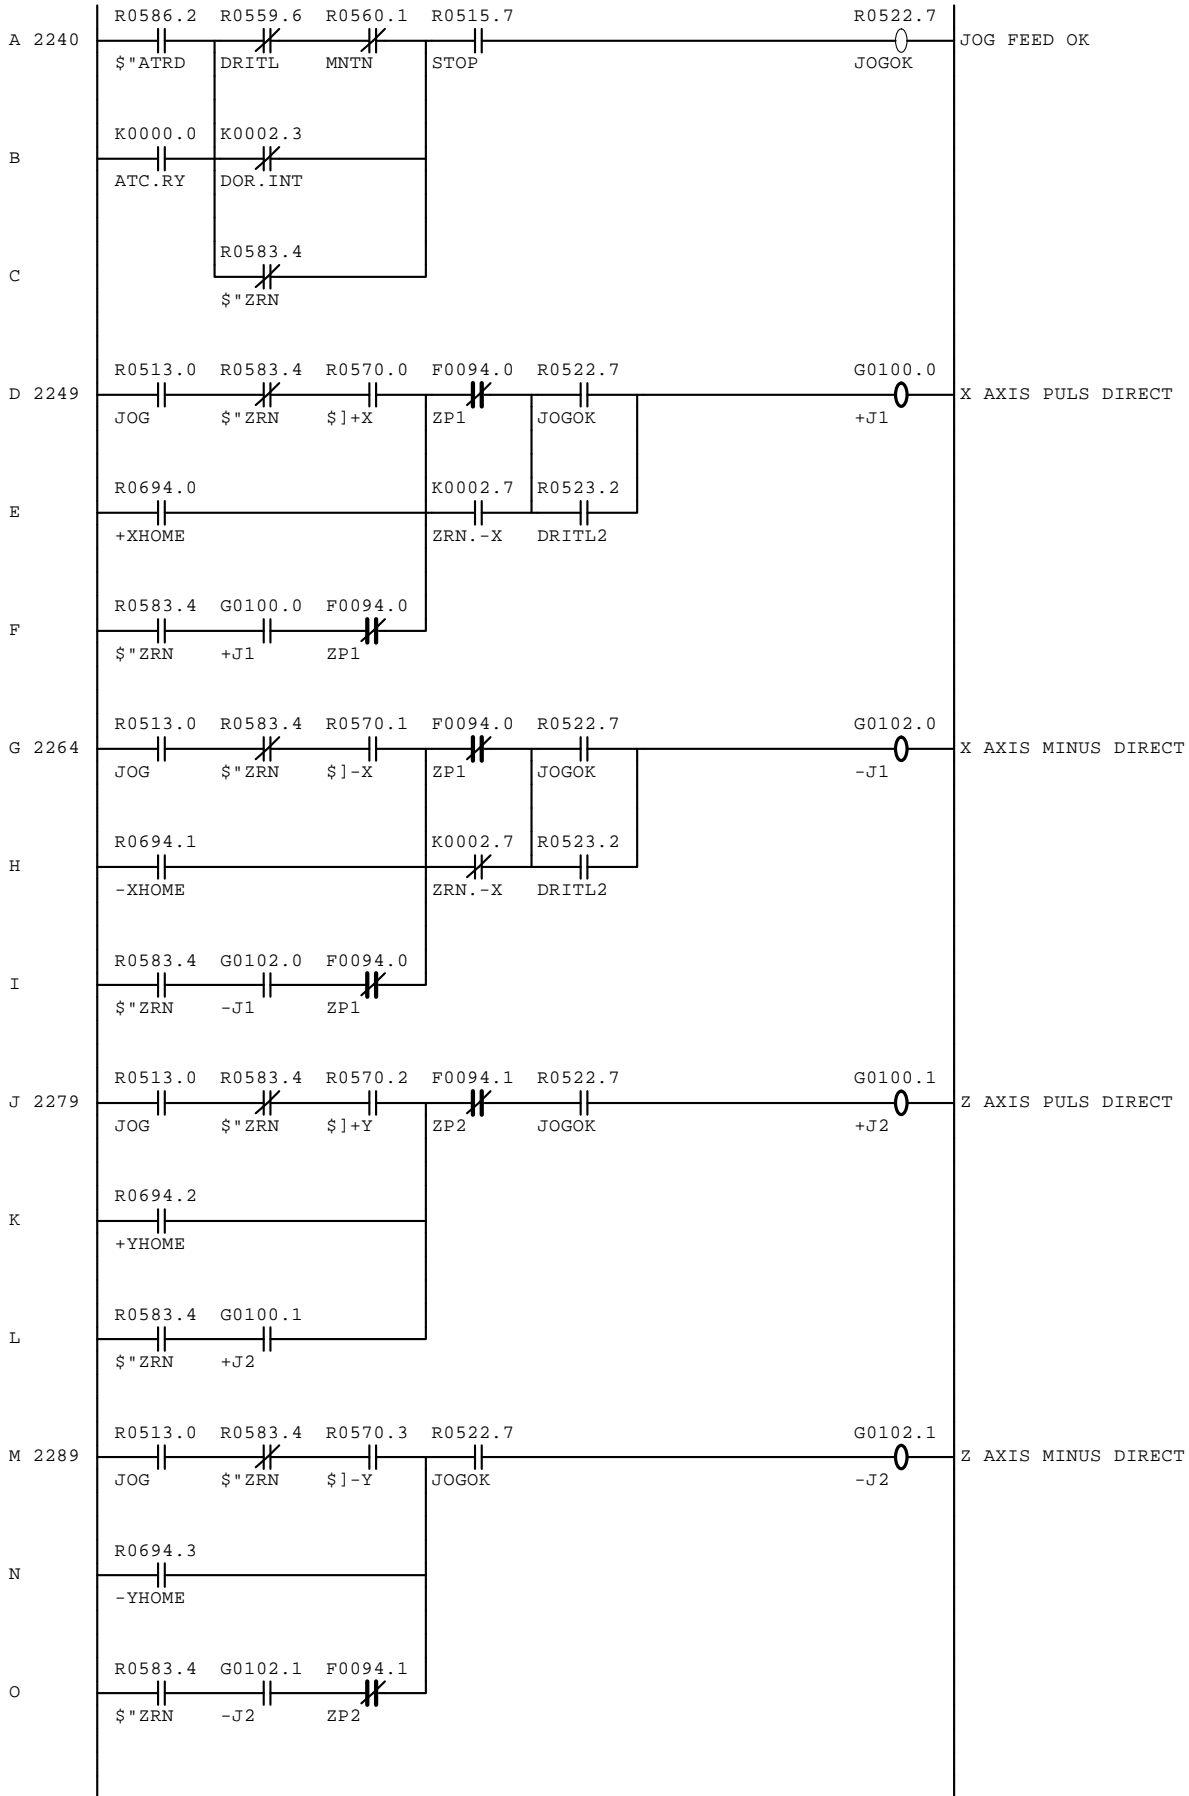 R0586.2 R0559.6 R0560.1 R0515.7 R0522.7
A 2240 JOG FEED OK
$"ATRD DRITL MNTN STOP JOGOK
K0000.0 K0002.3
B
ATC.RY DOR.INT
R0583.4
C
$"ZRN
R0513.0 R0583.4 R0570.0 F0094.0 R0522.7 G0100.0
D 2249 X AXIS PULS DIRECT
JOG $"ZRN $]+X ZP1 JOGOK +J1
R0694.0 K0002.7 R0523.2
E
+XHOME ZRN.-X DRITL2
R0583.4 G0100.0 F0094.0
F
$"ZRN +J1 ZP1
R0513.0 R0583.4 R0570.1 F0094.0 R0522.7 G0102.0
G 2264 X AXIS MINUS DIRECT
JOG $"ZRN $]-X ZP1 JOGOK -J1
R0694.1 K0002.7 R0523.2
H
-XHOME ZRN.-X DRITL2
R0583.4 G0102.0 F0094.0
I
$"ZRN -J1 ZP1
R0513.0 R0583.4 R0570.2 F0094.1 R0522.7 G0100.1
J 2279 Z AXIS PULS DIRECT
JOG $"ZRN $]+Y ZP2 JOGOK +J2
R0694.2
K
+YHOME
R0583.4 G0100.1
L
$"ZRN +J2
R0513.0 R0583.4 R0570.3 R0522.7 G0102.1
M 2289 Z AXIS MINUS DIRECT
JOG $"ZRN $]-Y JOGOK -J2
R0694.3
N
-YHOME
R0583.4 G0102.1 F0094.1
O
$"ZRN -J2 ZP2